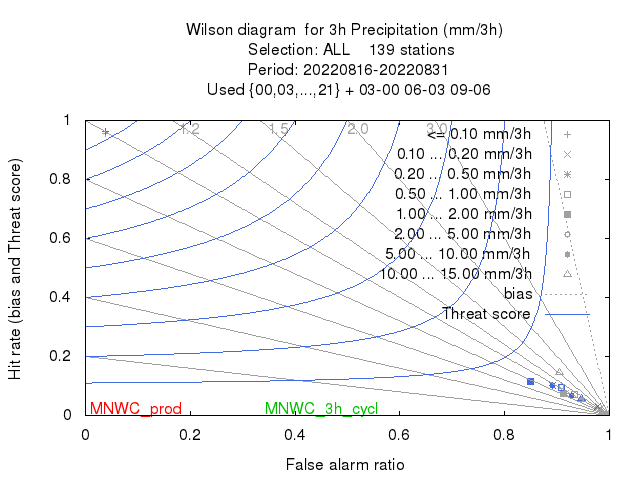 Wilson diagram  for 3h Precipitation (mm/3h)
Selection: ALL    139 stations
Period: 20220816-20220831
Used {00,03,...,21} + 03-00 06-03 09-06
Hit rate (bias and Threat score)
1
0.8
0.6
0.4
0.2
0
1.2
1.5
2.0
3.0
<= 0.10 mm/3h
0.10 ... 0.20 mm/3h
0.20 ... 0.50 mm/3h
0.50 ... 1.00 mm/3h
1.00 ... 2.00 mm/3h
2.00 ... 5.00 mm/3h
5.00 ... 10.00 mm/3h
10.00 ... 15.00 mm/3h
bias
Threat score
MNWC_prod
MNWC_3h_cycl
0
0.2
0.4
0.6
0.8
1
False alarm ratio